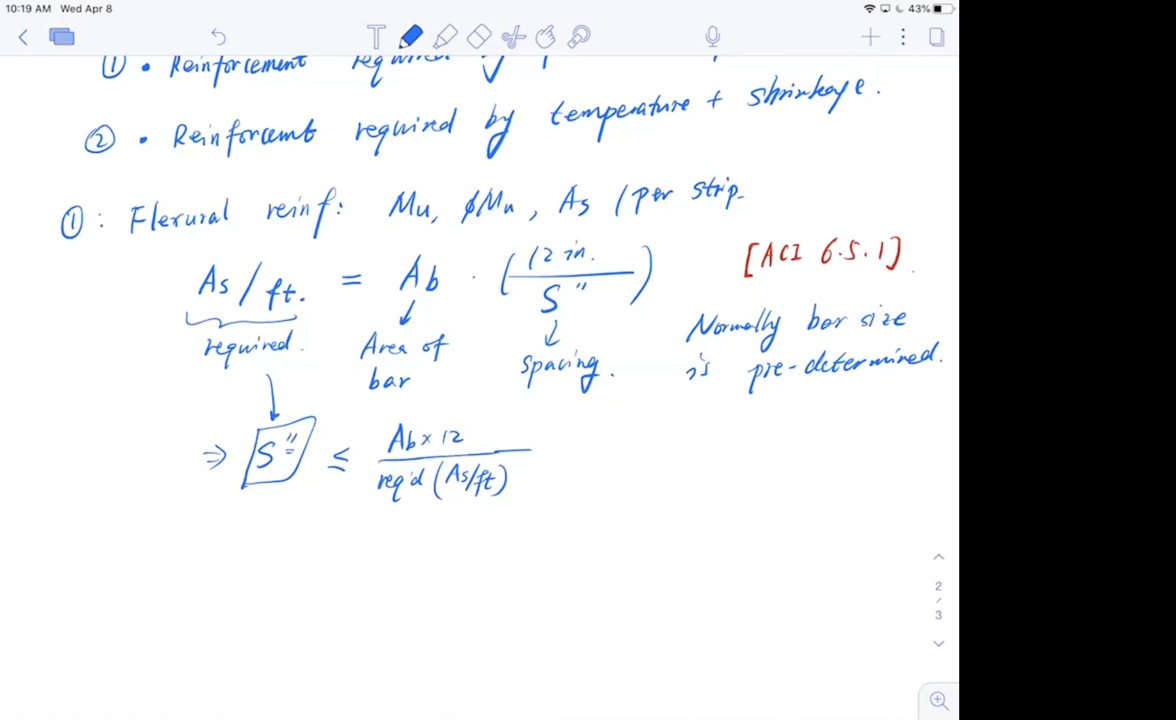 10:19 AM Wed Apr 8
43%
① • Reinforcement required
② • Reinforcemt required by temperature + shrinkage.
①: Flexural reinf: Mu, ϕMn, As / per strip.
As / ft. = Ab · (12 in. / S")
[ACI 6.5.1]
required.
Area of bar
spacing.
Normally bar size
is pre-determined.
⇒ S" ≤ Ab × 12 / req'd (As/ft)
2
/
3